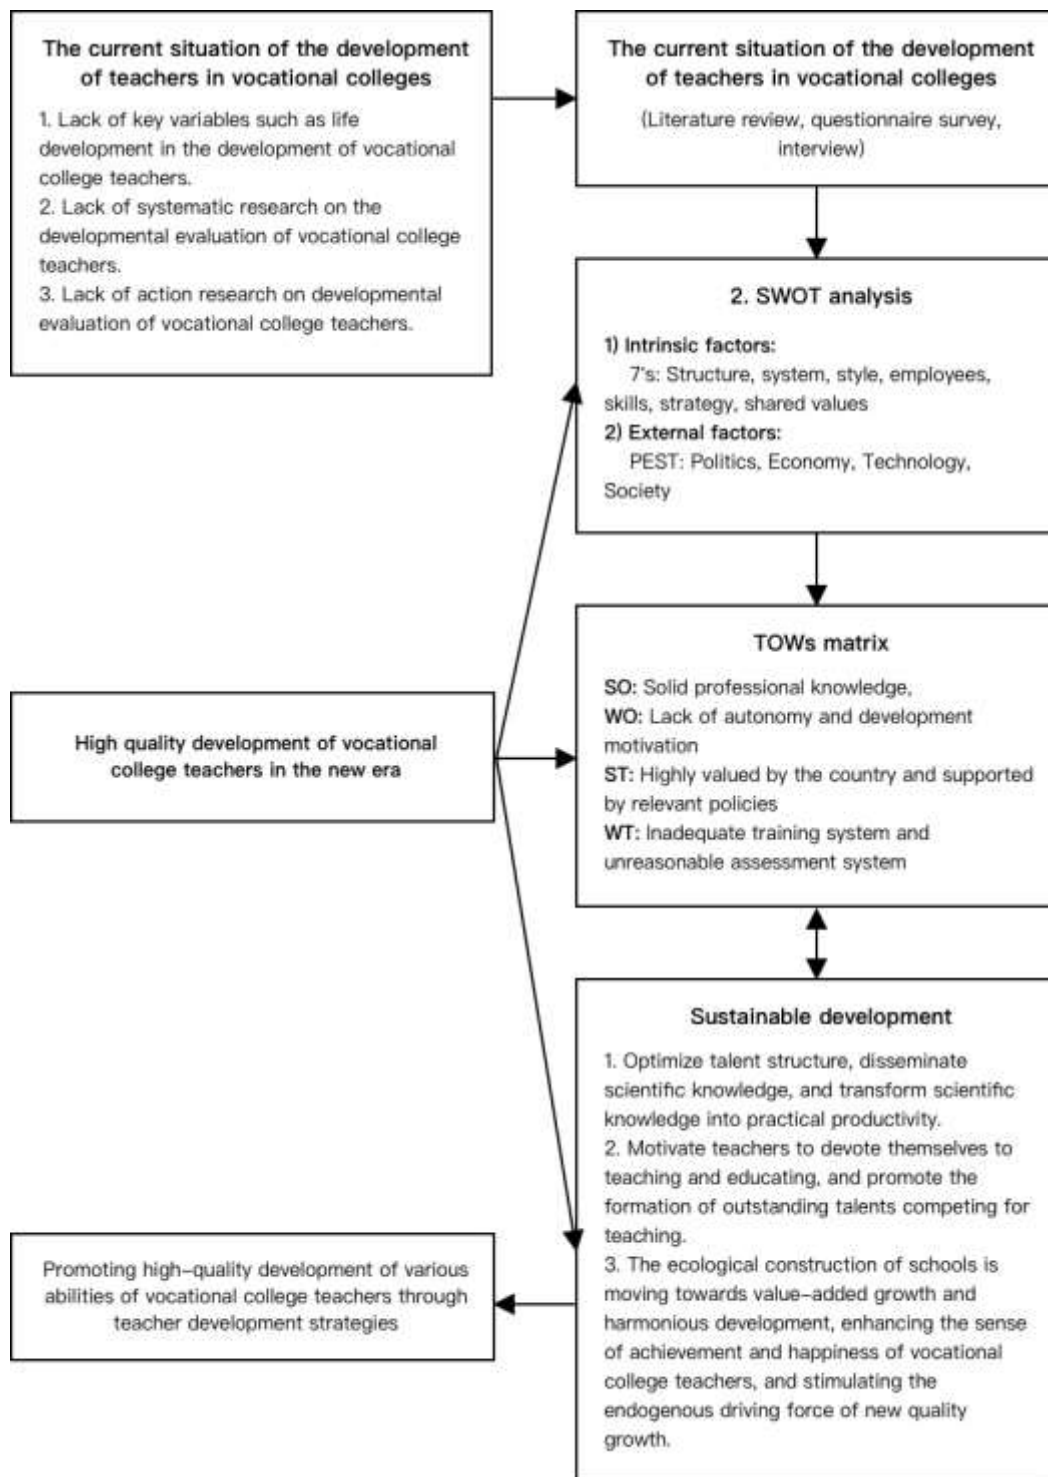 The current situation of the development
of teachers in vocational colleges
1. Lack of key variables such as life
development in the development of vocational
college teachers.
2. Lack of systematic research on the
developmental evaluation of vocational college
teachers.
3. Lack of action research on developmental
evaluation of vocational college teachers.
The current situation of the development
of teachers in vocational colleges
(Literature review, questionnaire survey,
interview)
2. SWOT analysis
1) Intrinsic factors:
7's: Structure, system, style, employees,
skills, strategy, shared values
2) External factors:
PEST: Politics, Economy, Technology,
Society
High quality development of vocational
college teachers in the new era
TOWs matrix
SO: Solid professional knowledge,
WO: Lack of autonomy and development
motivation
ST: Highly valued by the country and supported
by relevant policies
WT: Inadequate training system and
unreasonable assessment system
Sustainable development
1. Optimize talent structure, disseminate
scientific knowledge, and transform scientific
knowledge into practical productivity.
2. Motivate teachers to devote themselves to
teaching and educating, and promote the
formation of outstanding talents competing for
teaching.
3. The ecological construction of schools is
moving towards value-added growth and
harmonious development, enhancing the sense
of achievement and happiness of vocational
college teachers, and stimulating the
endogenous driving force of new quality
growth.
Promoting high-quality development of various
abilities of vocational college teachers through
teacher development strategies